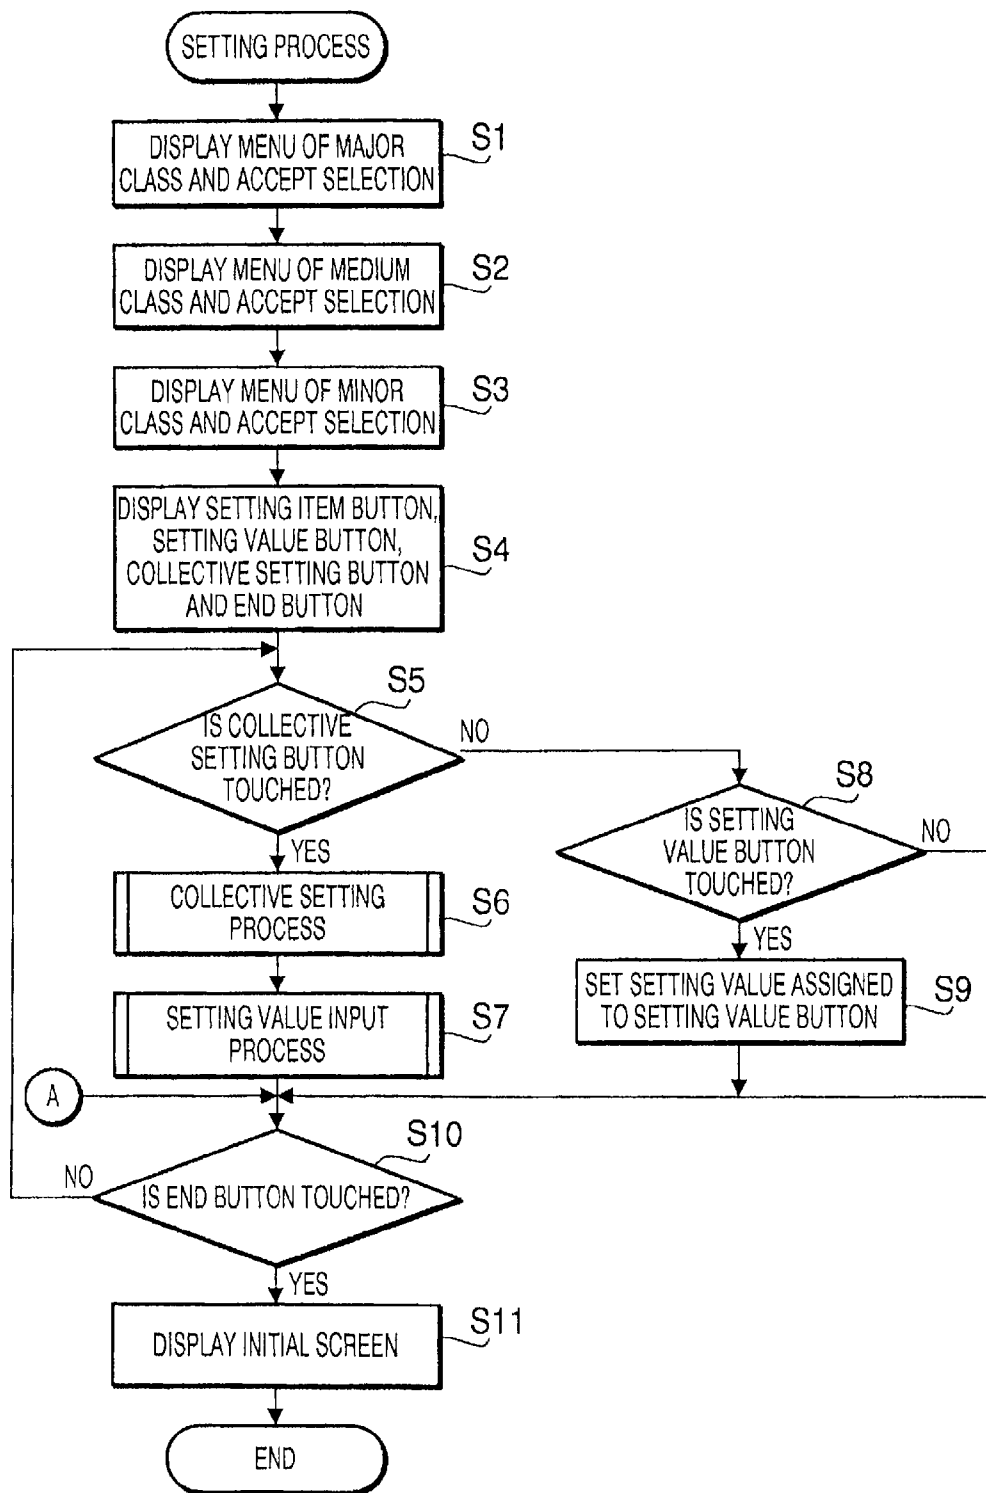 SETTING PROCESS
DISPLAY MENU OF MAJOR
CLASS AND ACCEPT SELECTION
S1
DISPLAY MENU OF MEDIUM
CLASS AND ACCEPT SELECTION
S2
DISPLAY MENU OF MINOR
CLASS AND ACCEPT SELECTION
S3
DISPLAY SETTING ITEM BUTTON,
SETTING VALUE BUTTON,
COLLECTIVE SETTING BUTTON
AND END BUTTON
S4
IS COLLECTIVE
SETTING BUTTON
TOUCHED?
S5
NO
YES
COLLECTIVE SETTING
PROCESS
S6
SETTING VALUE INPUT
PROCESS
S7
IS SETTING
VALUE BUTTON
TOUCHED?
S8
NO
YES
SET SETTING VALUE ASSIGNED
TO SETTING VALUE BUTTON
S9
A
IS END BUTTON TOUCHED?
S10
NO
YES
DISPLAY INITIAL SCREEN
S11
END